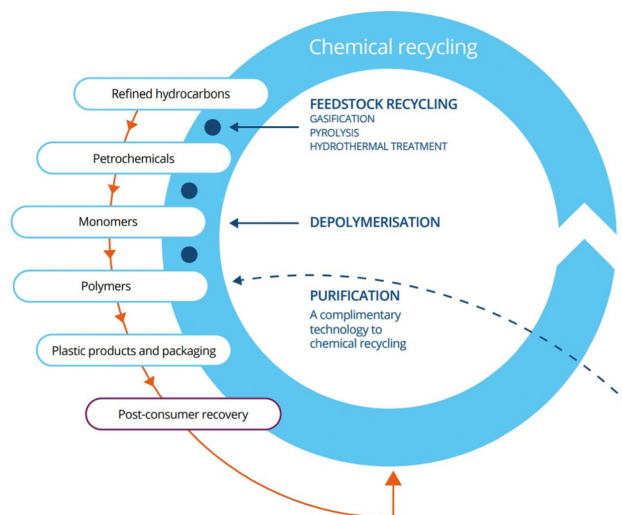 Chemical recycling
Refined hydrocarbons
FEEDSTOCK RECYCLING
GASIFICATION
PYROLYSIS
HYDROTHERMAL TREATMENT
Petrochemicals
Monomers
DEPOLYMERISATION
Polymers
PURIFICATION
A complimentary
technology to
chemical recycling
Plastic products and packaging
Post-consumer recovery